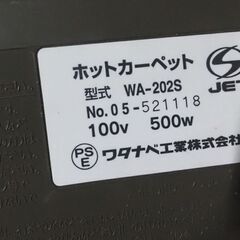 ホットカーペット
型式 WA-202S
No.05-521118
100v 500w
PSE
ワタナベ工業株式会
JET